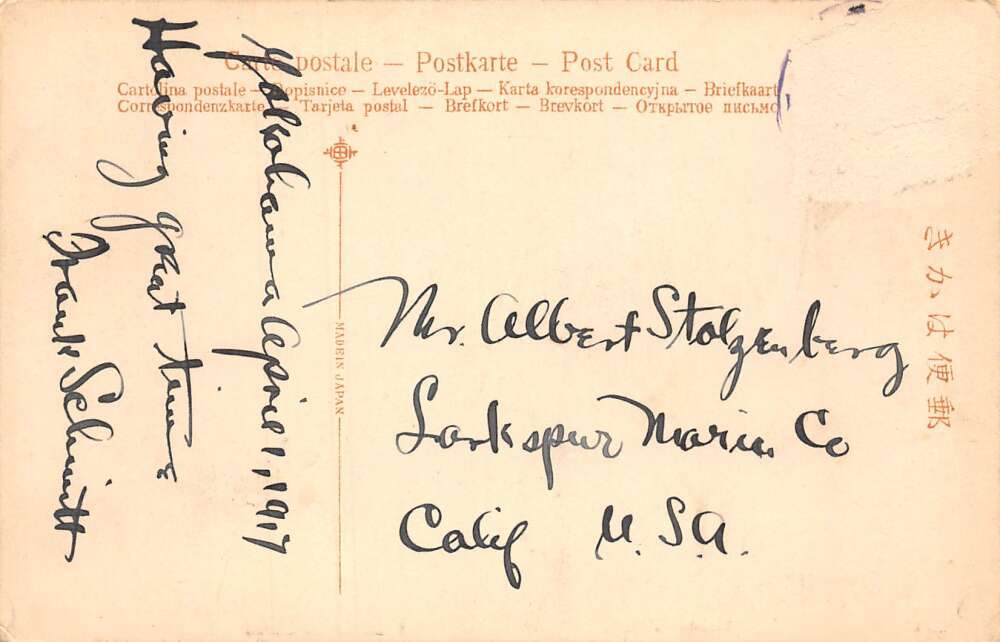 Carte postale — Postkarte — Post Card
Cartolina postale — Dopisnice — Levelezö-Lap — Karta korespondencyjna — Briefkaart
Correspondenzkarte — Tarjeta postal — Brefkort — Brevkort — Открытое письмо
きかは便郵
MADE IN JAPAN
Yokohama April 1, 1917
Having great time
Frank Schmitt
Mr. Albert Stolzenberg
Larkspur Marin Co
Calif U.S.A.